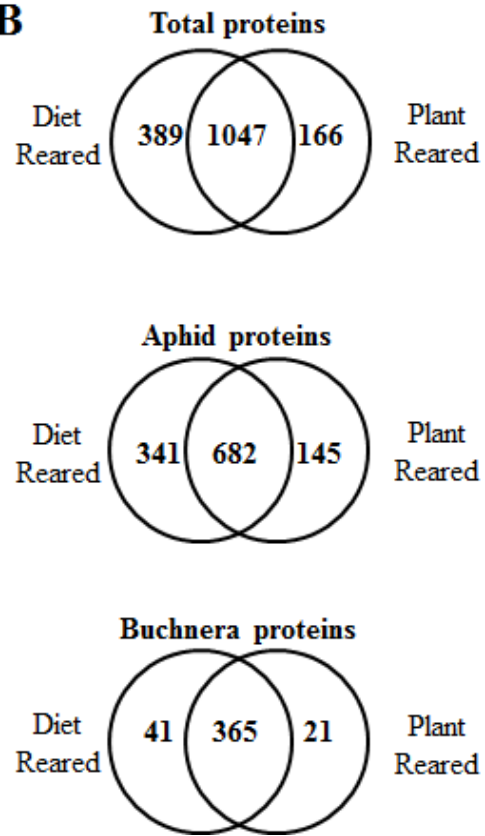 B
Total proteins
Diet Reared
389 1047 166
Plant Reared
Aphid proteins
Diet Reared
341 682 145
Plant Reared
Buchnera proteins
Diet Reared
41 365 21
Plant Reared